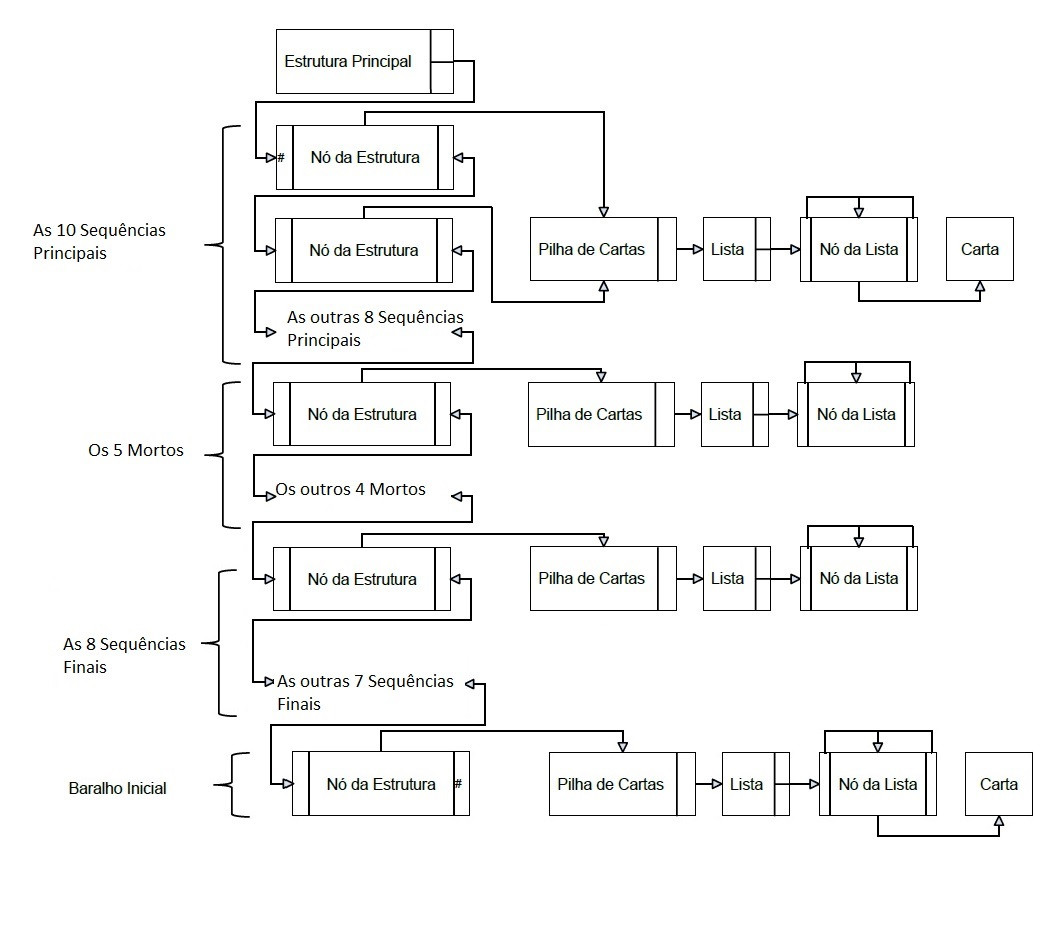 Estrutura Principal
# Nó da Estrutura
As 10 Sequências
Principais
Nó da Estrutura
Pilha de Cartas
Lista
Nó da Lista
Carta
As outras 8 Sequências
Principais
Nó da Estrutura
Pilha de Cartas
Lista
Nó da Lista
Os 5 Mortos
Os outros 4 Mortos
Nó da Estrutura
Pilha de Cartas
Lista
Nó da Lista
As 8 Sequências
Finais
As outras 7 Sequências
Finais
Baralho Inicial
Nó da Estrutura #
Pilha de Cartas
Lista
Nó da Lista
Carta